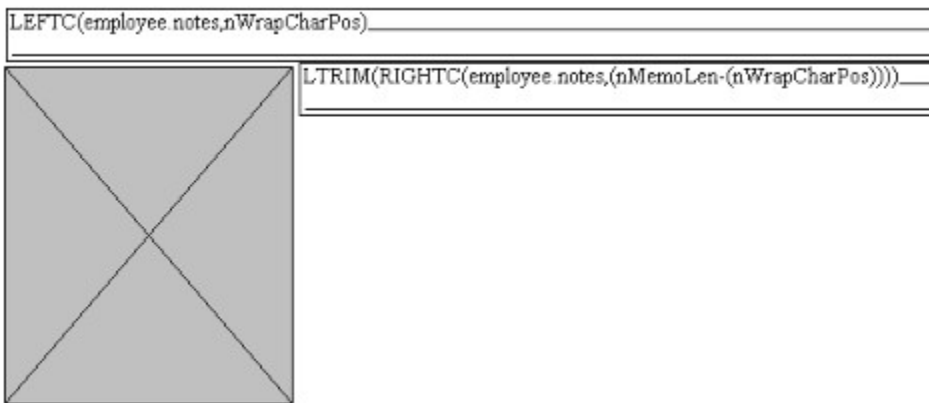 LEFTC(employee.notes,nWrapCharPos)
LTRIM(RIGHTC(employee.notes,(nMemoLen-(nWrapCharPos))))